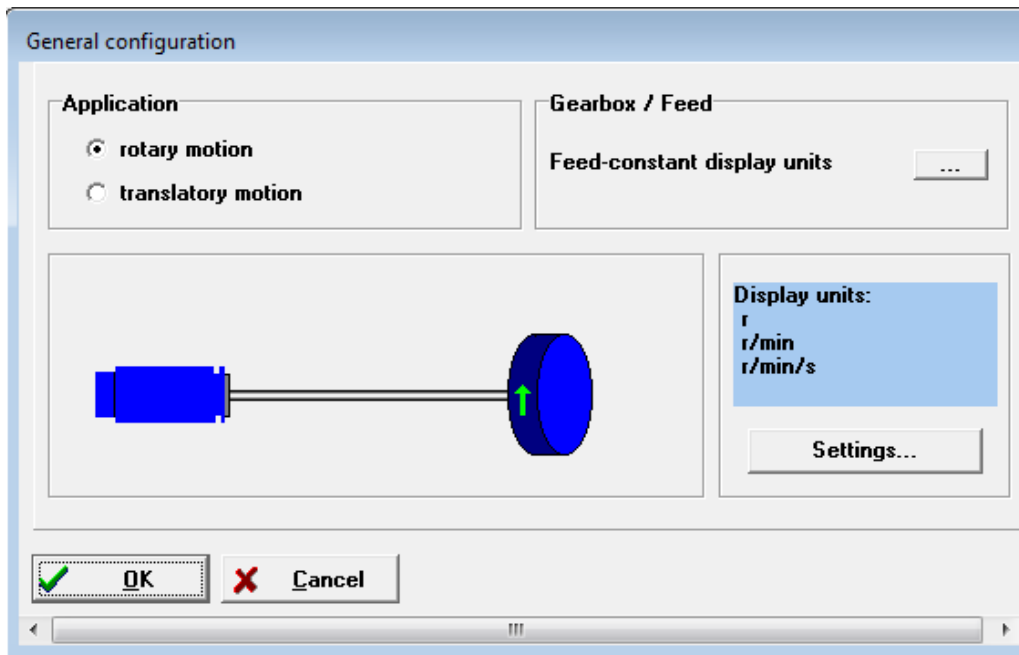 General configuration
Application
rotary motion
translatory motion
Gearbox / Feed
Feed-constant display units
...
Display units:
r
r/min
r/min/s
Settings...
OK
Cancel